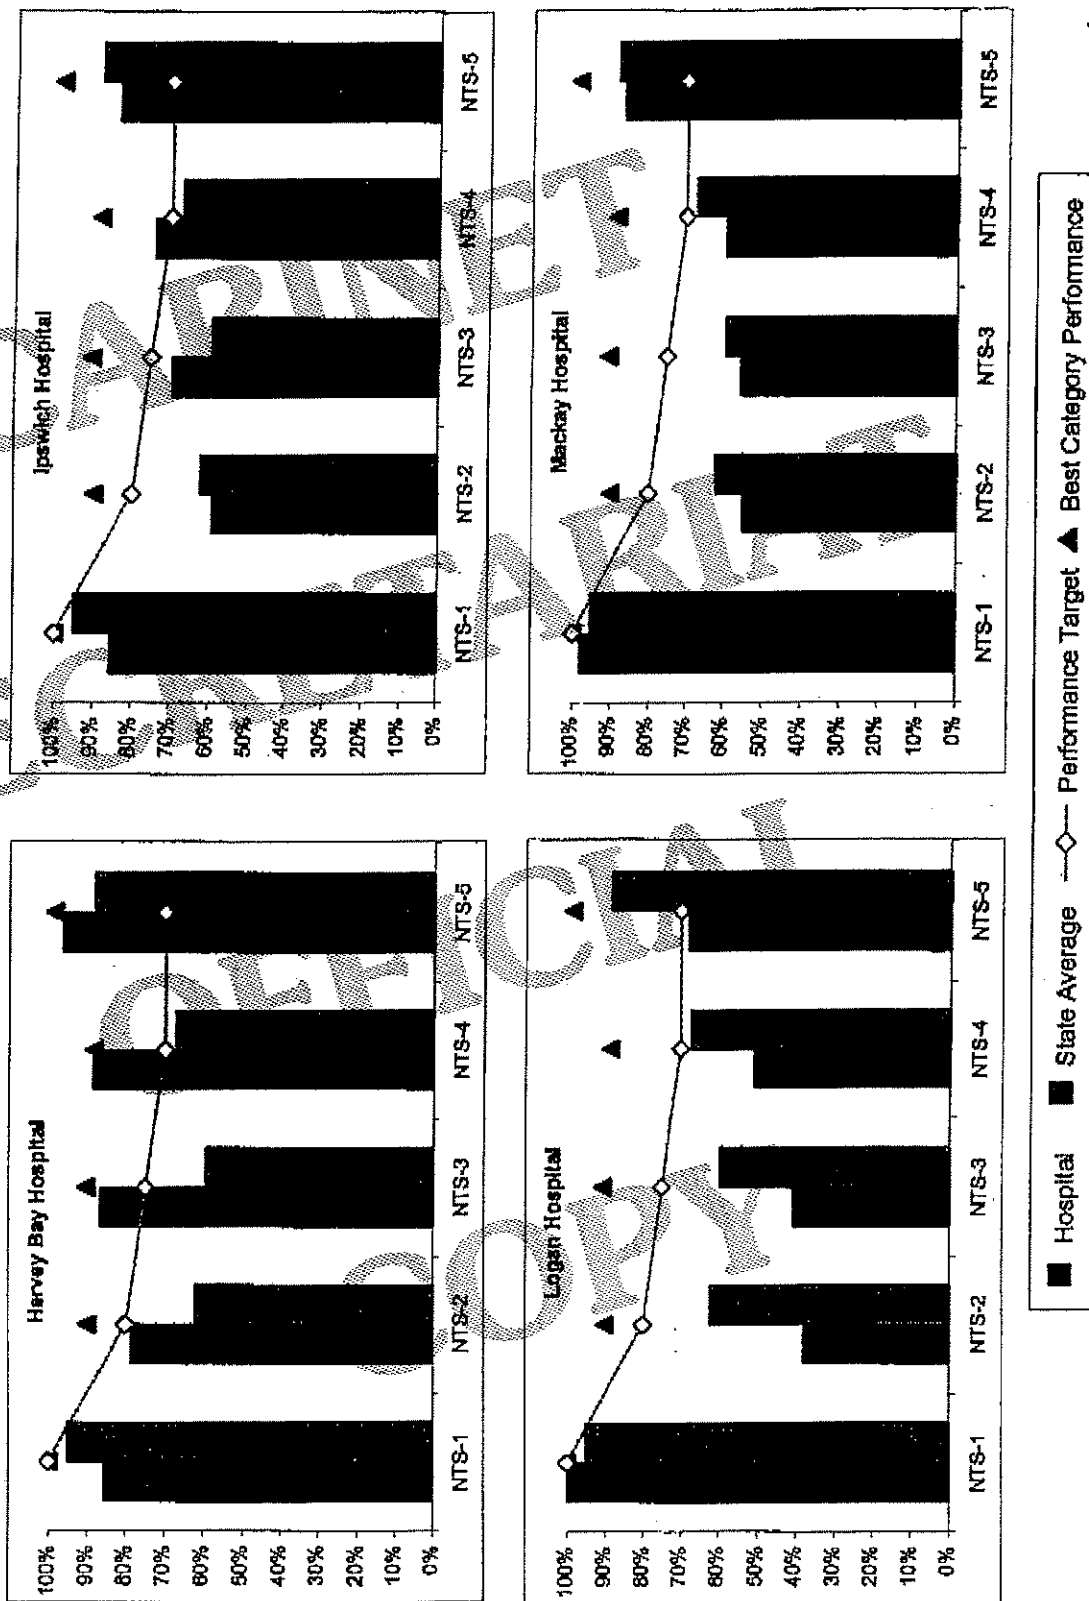 Harvey Bay Hospital
100%
90%
80%
70%
60%
50%
40%
30%
20%
10%
0%
NTS-1
NTS-2
NTS-3
NTS-4
NTS-5
Ipswich Hospital
100%
90%
80%
70%
60%
50%
40%
30%
20%
10%
0%
NTS-1
NTS-2
NTS-3
NTS-4
NTS-5
Logan Hospital
100%
90%
80%
70%
60%
50%
40%
30%
20%
10%
0%
NTS-1
NTS-2
NTS-3
NTS-4
NTS-5
Mackay Hospital
100%
90%
80%
70%
60%
50%
40%
30%
20%
10%
0%
NTS-1
NTS-2
NTS-3
NTS-4
NTS-5
Hospital State Average Performance Target Best Category Performance
CABINET
SECRETARIAT
OFFICIAL
COPY